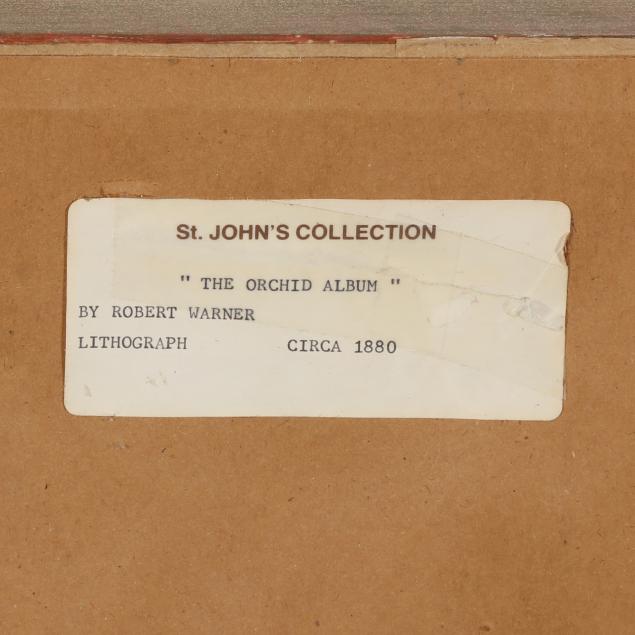 St. JOHN'S COLLECTION
" THE ORCHID ALBUM "
BY ROBERT WARNER
LITHOGRAPH CIRCA 1880